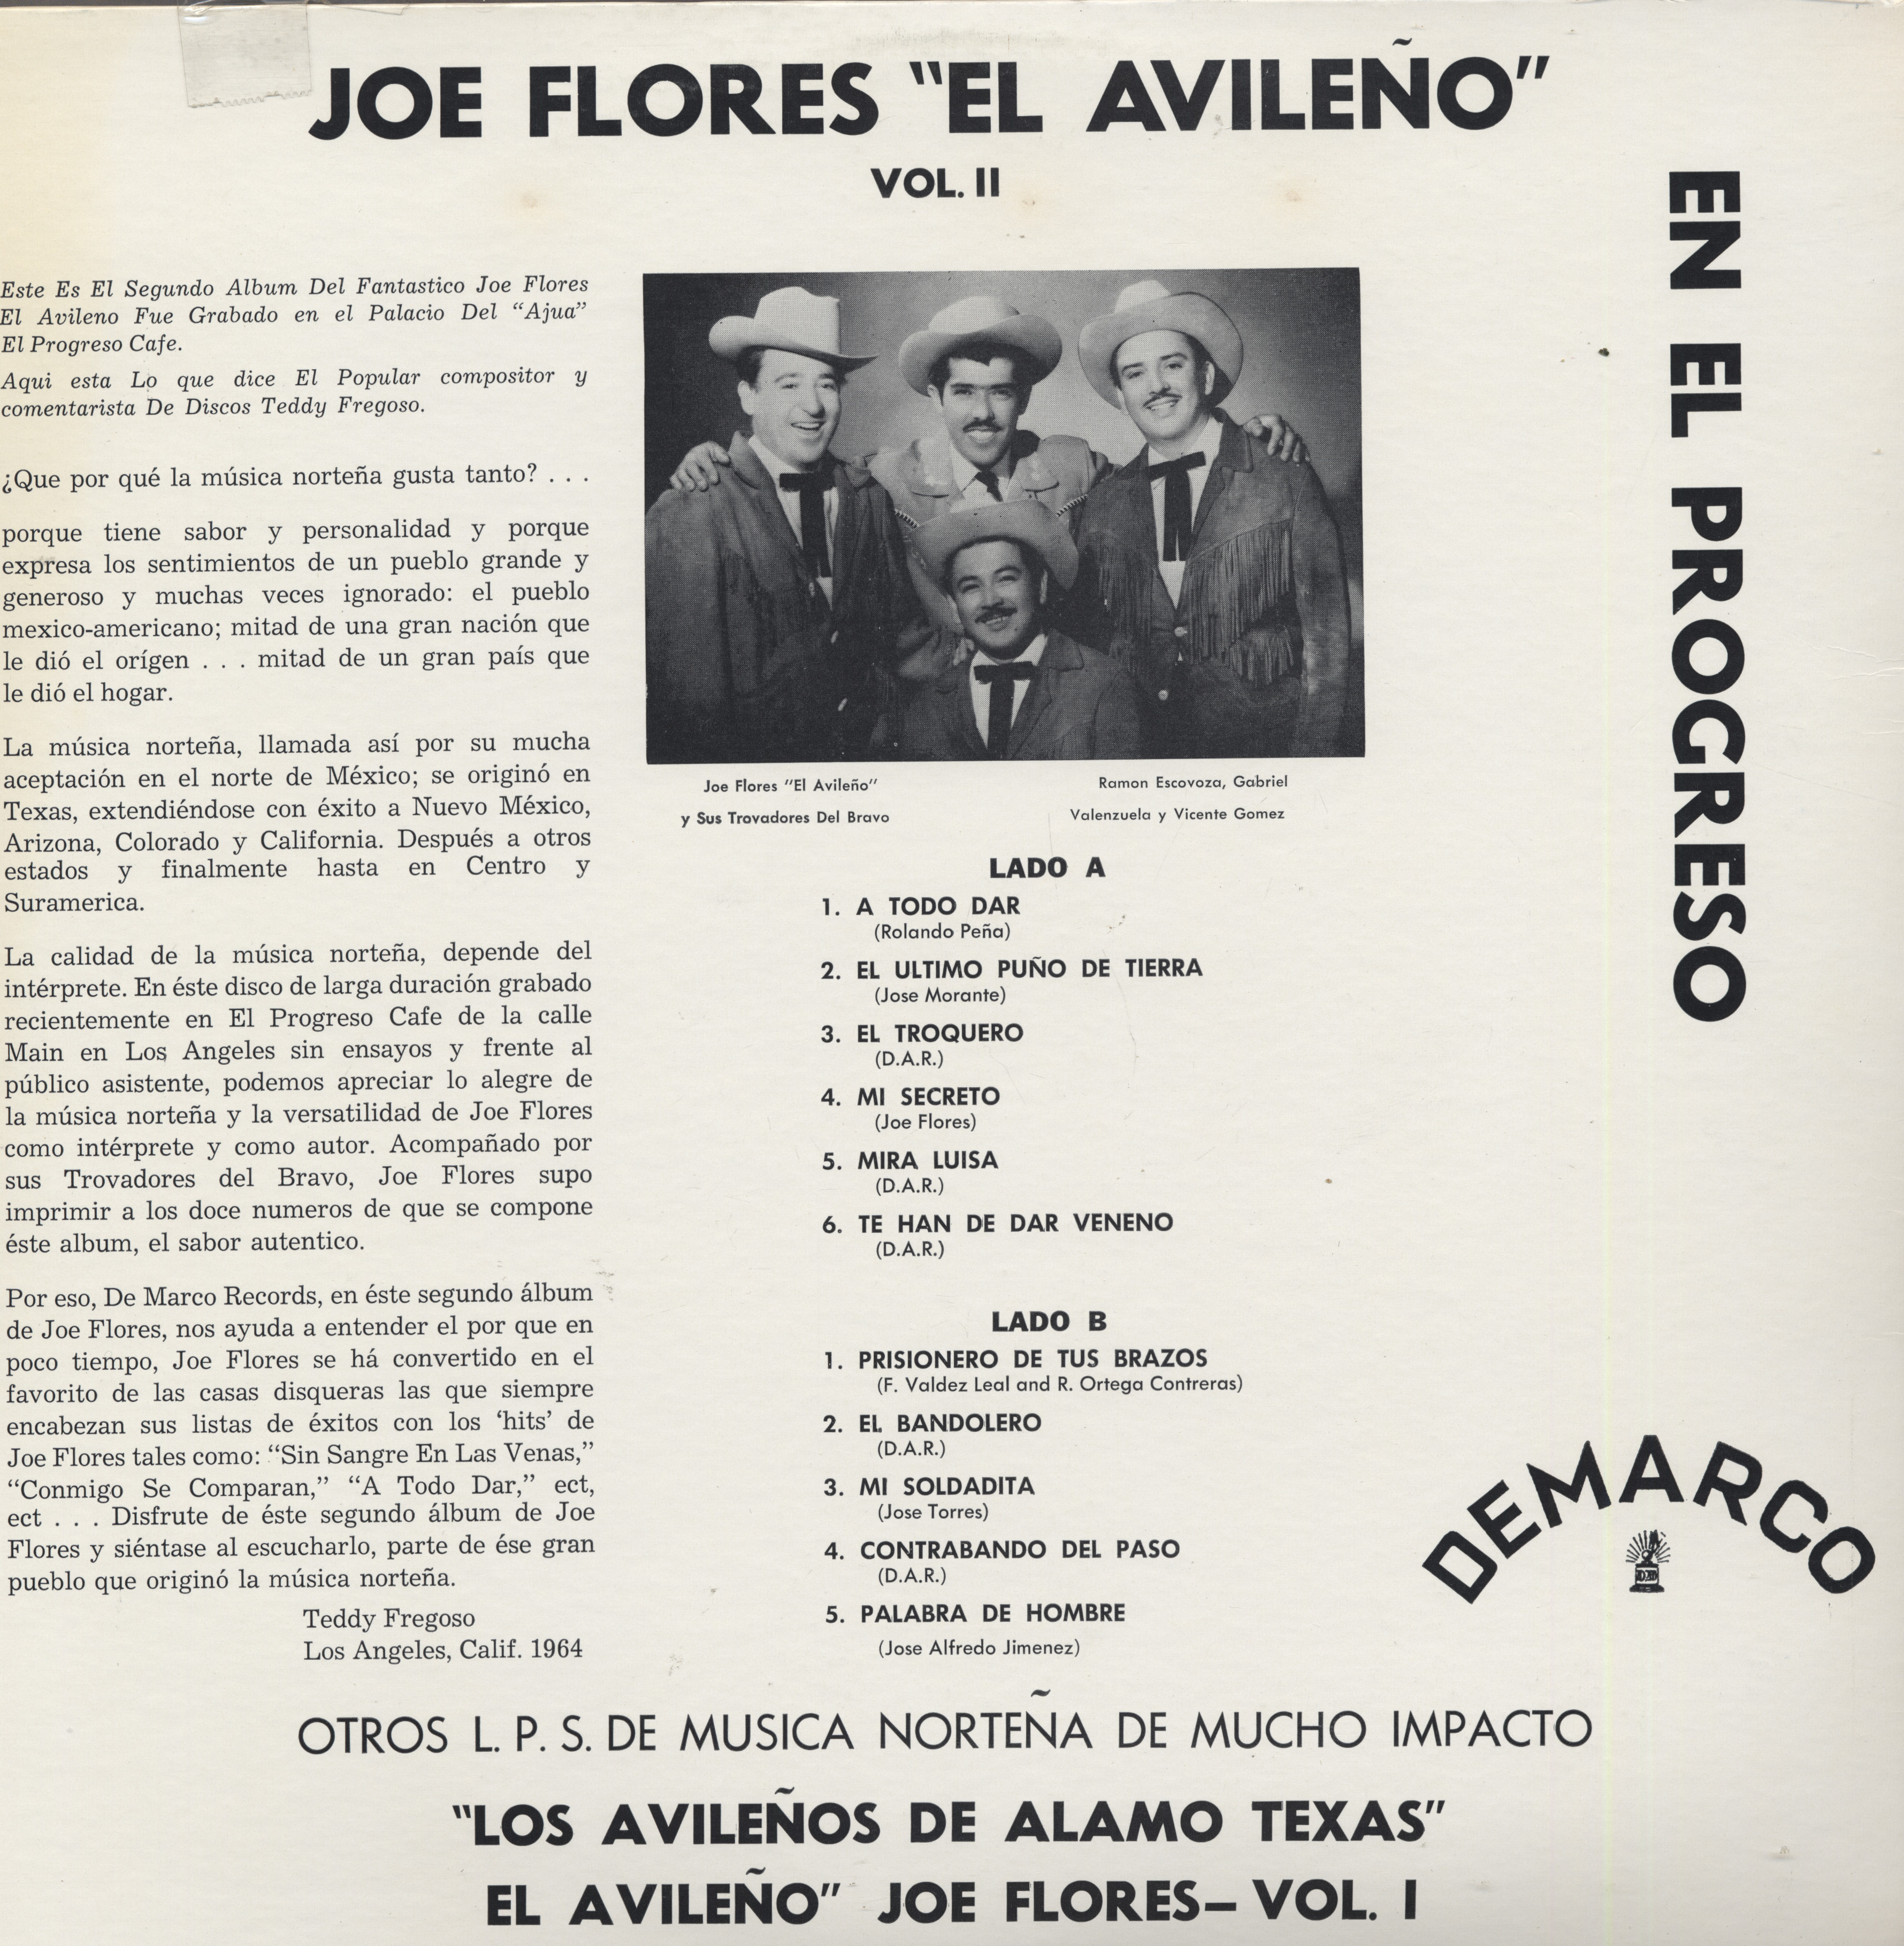 JOE FLORES "EL AVILEÑO"
VOL. II
EN EL PROGRESO
Este Es El Segundo Album Del Fantastico Joe Flores
El Avileno Fue Grabado en el Palacio Del "Ajua"
El Progreso Cafe.
Aqui esta Lo que dice El Popular compositor y
comentarista De Discos Teddy Fregoso.
¿Que por qué la música norteña gusta tanto? . . .
porque tiene sabor y personalidad y porque
expresa los sentimientos de un pueblo grande y
generoso y muchas veces ignorado: el pueblo
mexico-americano; mitad de una gran nación que
le dió el orígen . . . mitad de un gran país que
le dió el hogar.
La música norteña, llamada así por su mucha
aceptación en el norte de México; se originó en
Texas, extendiéndose con éxito a Nuevo México,
Arizona, Colorado y California. Después a otros
estados y finalmente hasta en Centro y
Suramerica.
La calidad de la música norteña, depende del
intérprete. En éste disco de larga duración grabado
recientemente en El Progreso Cafe de la calle
Main en Los Angeles sin ensayos y frente al
público asistente, podemos apreciar lo alegre de
la música norteña y la versatilidad de Joe Flores
como intérprete y como autor. Acompañado por
sus Trovadores del Bravo, Joe Flores supo
imprimir a los doce numeros de que se compone
éste album, el sabor autentico.
Por eso, De Marco Records, en éste segundo álbum
de Joe Flores, nos ayuda a entender el por que en
poco tiempo, Joe Flores se há convertido en el
favorito de las casas disqueras las que siempre
encabezan sus listas de éxitos con los 'hits' de
Joe Flores tales como: "Sin Sangre En Las Venas,"
"Conmigo Se Comparan," "A Todo Dar," ect,
ect . . . Disfrute de éste segundo álbum de Joe
Flores y siéntase al escucharlo, parte de ése gran
pueblo que originó la música norteña.
Teddy Fregoso
Los Angeles, Calif. 1964
Joe Flores "El Avileño"
y Sus Trovadores Del Bravo
Ramon Escovoza, Gabriel
Valenzuela y Vicente Gomez
LADO A
1. A TODO DAR
(Rolando Peña)
2. EL ULTIMO PUÑO DE TIERRA
(Jose Morante)
3. EL TROQUERO
(D.A.R.)
4. MI SECRETO
(Joe Flores)
5. MIRA LUISA
(D.A.R.)
6. TE HAN DE DAR VENENO
(D.A.R.)
LADO B
1. PRISIONERO DE TUS BRAZOS
(F. Valdez Leal and R. Ortega Contreras)
2. EL BANDOLERO
(D.A.R.)
3. MI SOLDADITA
(Jose Torres)
4. CONTRABANDO DEL PASO
(D.A.R.)
5. PALABRA DE HOMBRE
(Jose Alfredo Jimenez)
DEMARCO
OTROS L. P. S. DE MUSICA NORTEÑA DE MUCHO IMPACTO
"LOS AVILEÑOS DE ALAMO TEXAS"
EL AVILEÑO" JOE FLORES— VOL. I